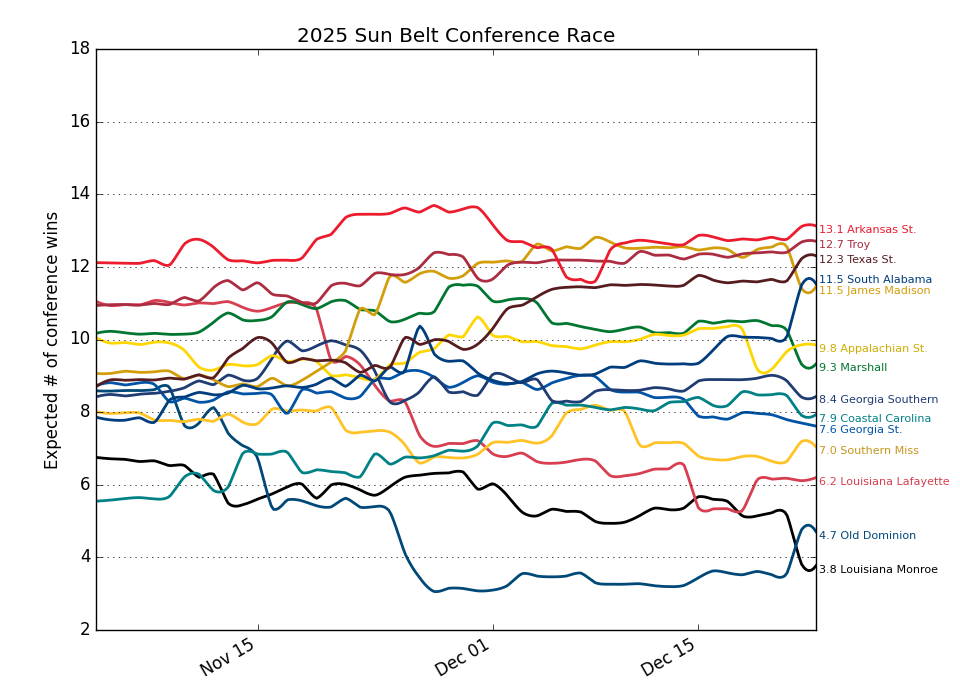 2025 Sun Belt Conference Race
Expected # of conference wins
18
16
14
12
10
8
6
4
2
Nov 15
Dec 01
Dec 15
13.1 Arkansas St.
12.7 Troy
12.3 Texas St.
11.5 South Alabama
11.5 James Madison
9.8 Appalachian St.
9.3 Marshall
8.4 Georgia Southern
7.9 Coastal Carolina
7.6 Georgia St.
7.0 Southern Miss
6.2 Louisiana Lafayette
4.7 Old Dominion
3.8 Louisiana Monroe